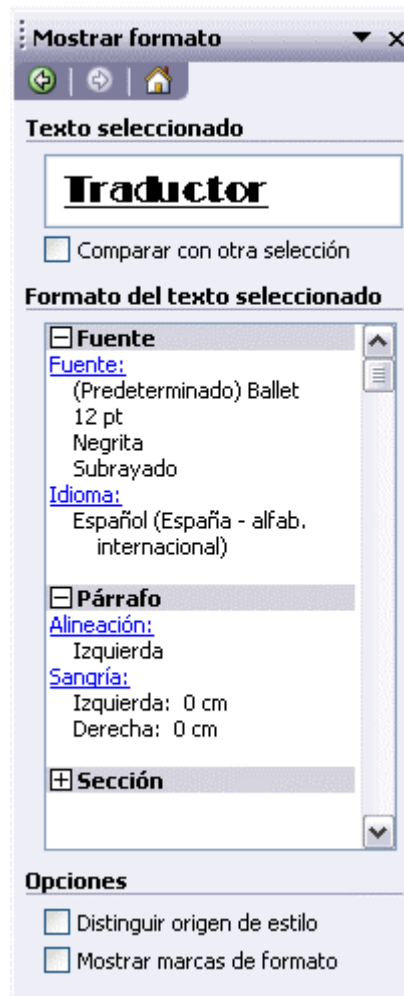 Mostrar formato
Texto seleccionado
Traductor
Comparar con otra selección
Formato del texto seleccionado
Fuente
Fuente:
(Predeterminado) Ballet
12 pt
Negrita
Subrayado
Idioma:
Español (España - alfab.
internacional)
Párrafo
Alineación:
Izquierda
Sangría:
Izquierda: 0 cm
Derecha: 0 cm
Sección
Opciones
Distinguir origen de estilo
Mostrar marcas de formato